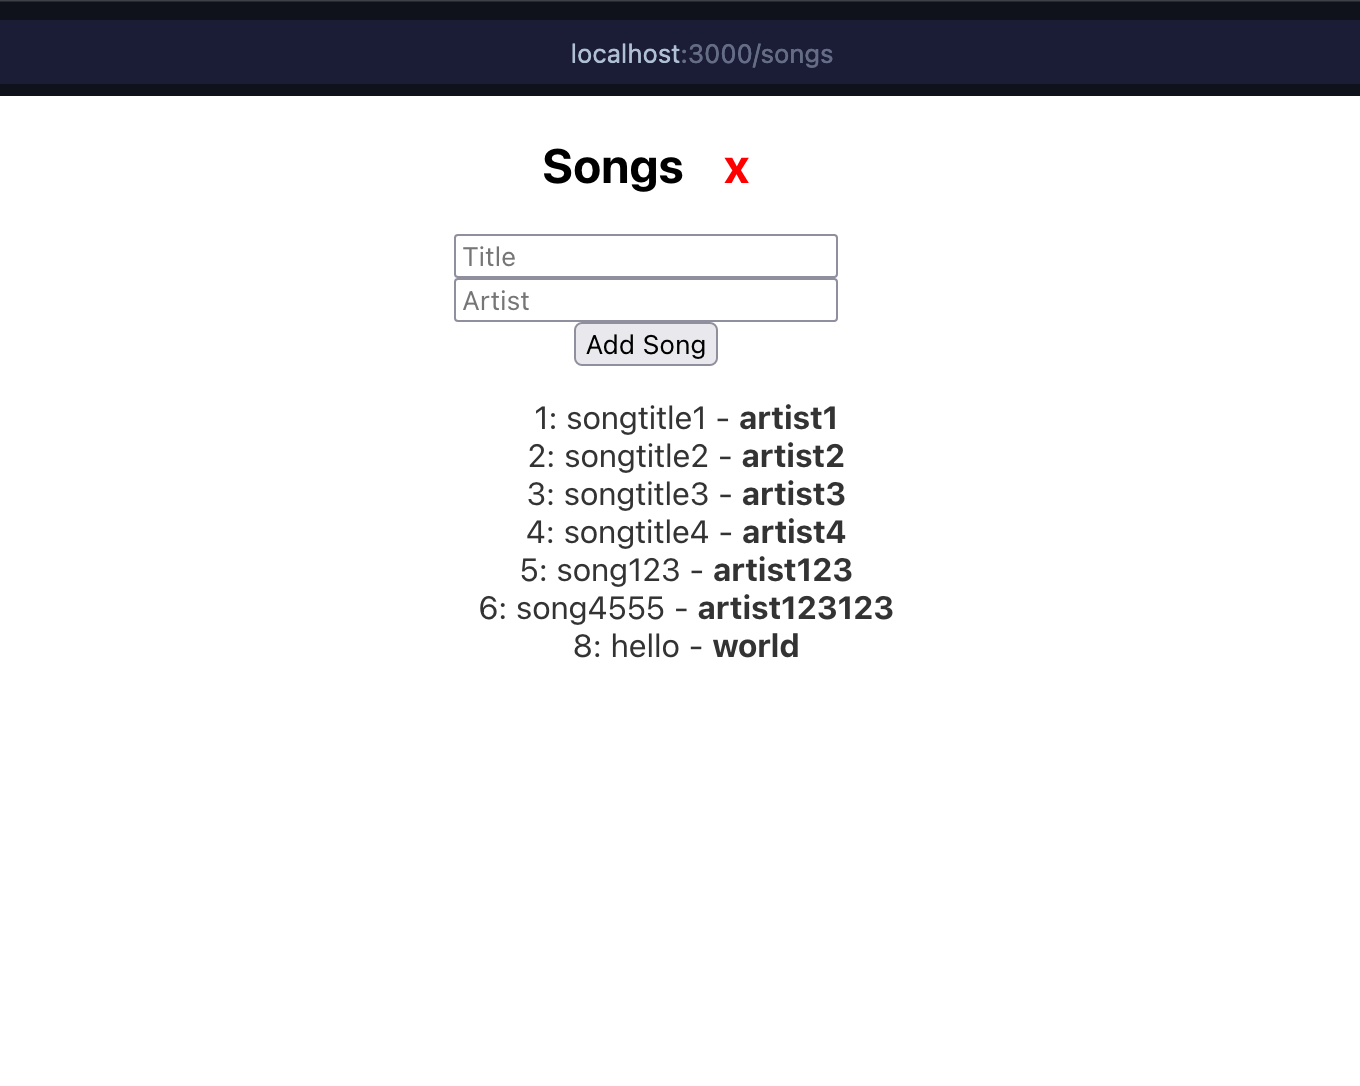 localhost:3000/songs
Songs x
Title
Artist
Add Song
1: songtitle1 - artist1
2: songtitle2 - artist2
3: songtitle3 - artist3
4: songtitle4 - artist4
5: song123 - artist123
6: song4555 - artist123123
8: hello - world